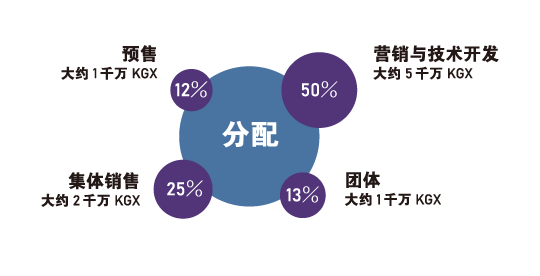 预售
大约1千万 KGX
12%
营销与技术开发
大约5千万 KGX
50%
分配
集体销售
大约2千万 KGX
25%
团体
大约1千万 KGX
13%